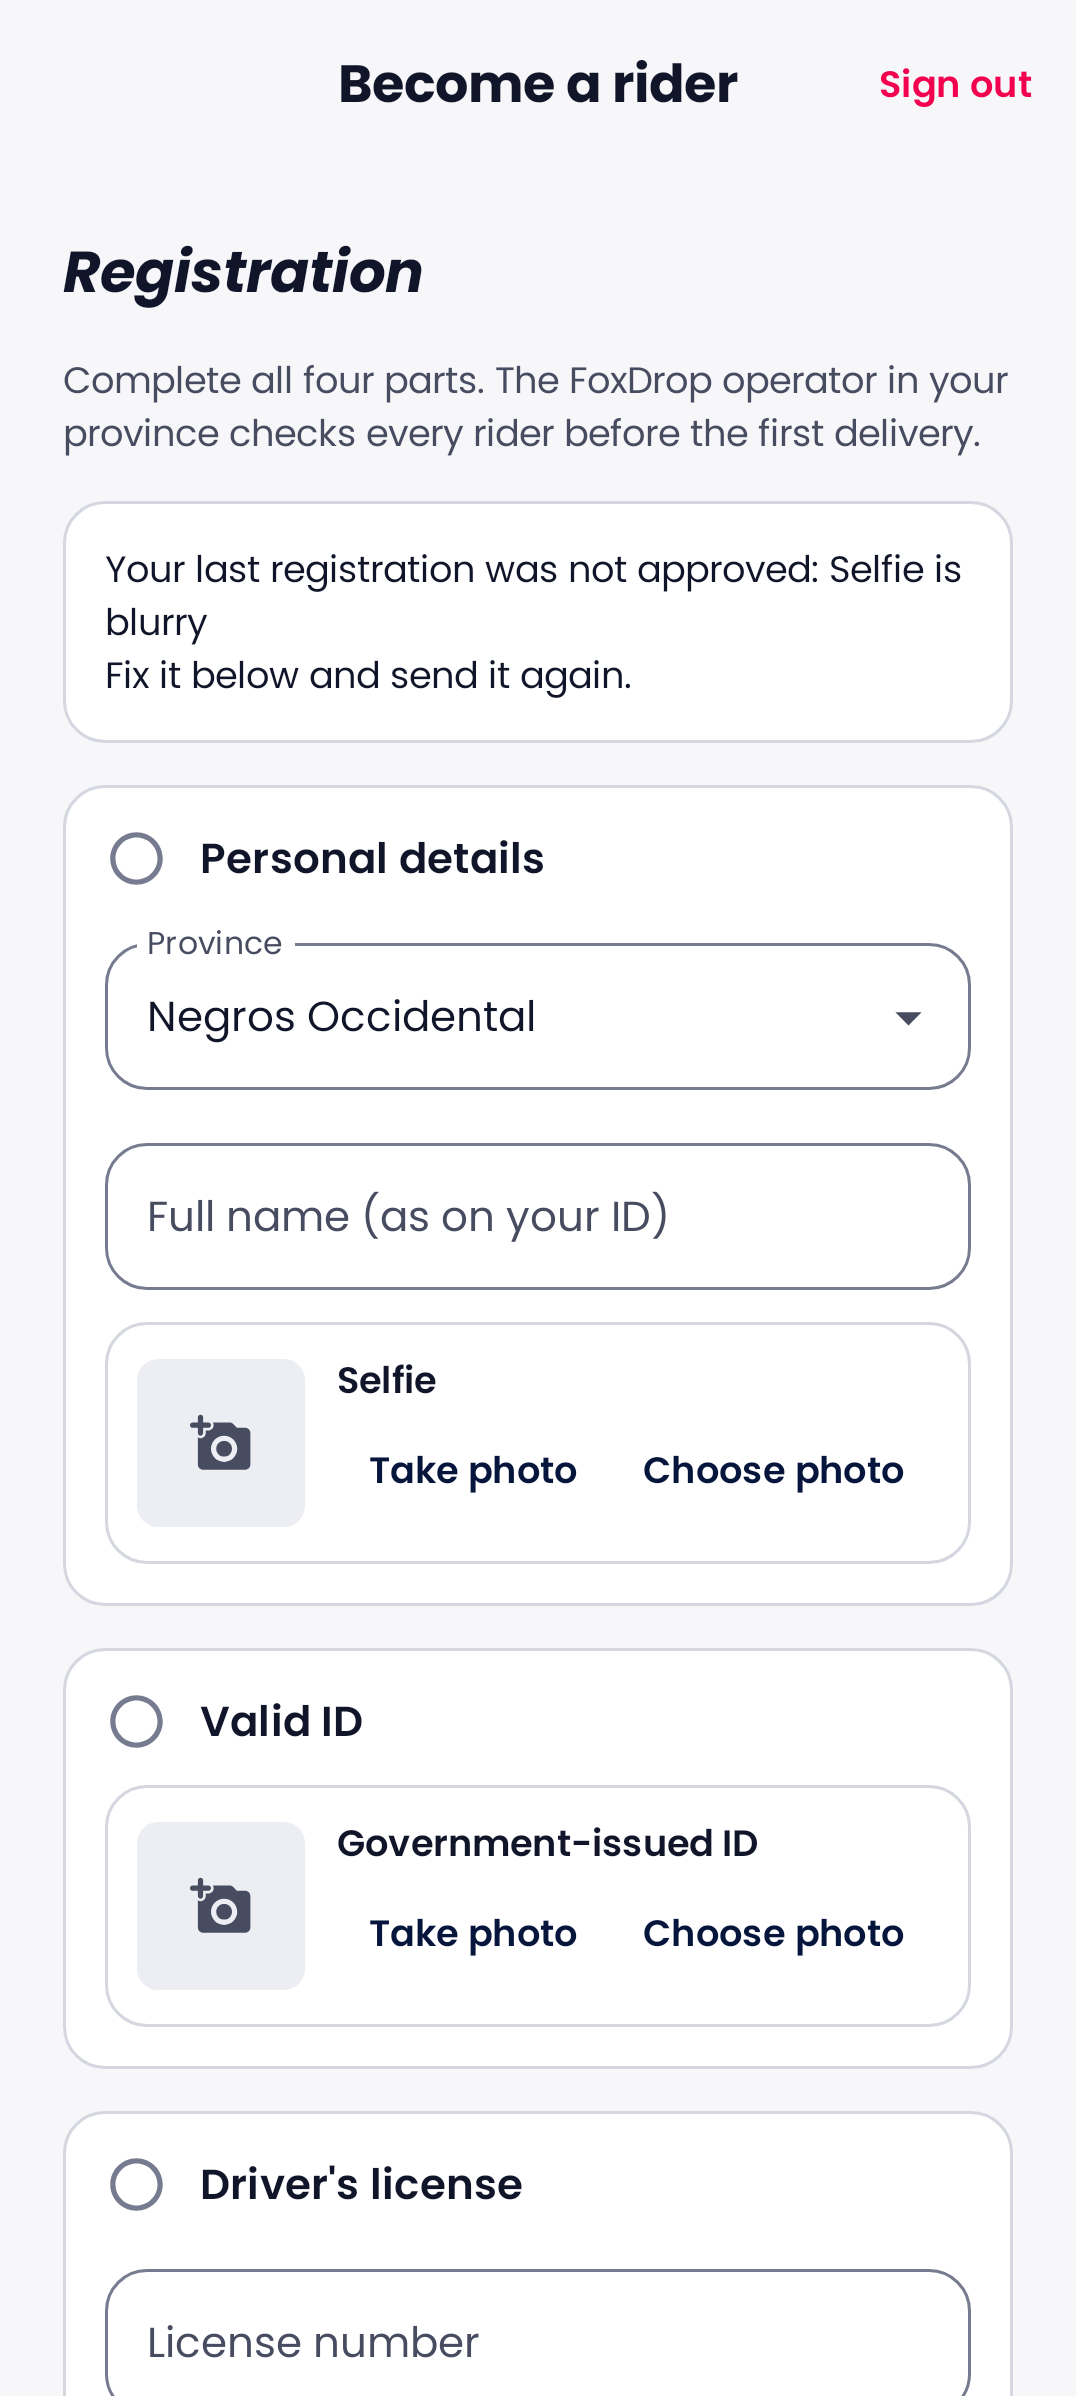 Become a rider
Sign out
Registration
Complete all four parts. The FoxDrop operator in your
province checks every rider before the first delivery.
Your last registration was not approved: Selfie is
blurry
Fix it below and send it again.
Personal details
Province
Negros Occidental
Full name (as on your ID)
Selfie
Take photo
Choose photo
Valid ID
Government-issued ID
Take photo
Choose photo
Driver's license
License number